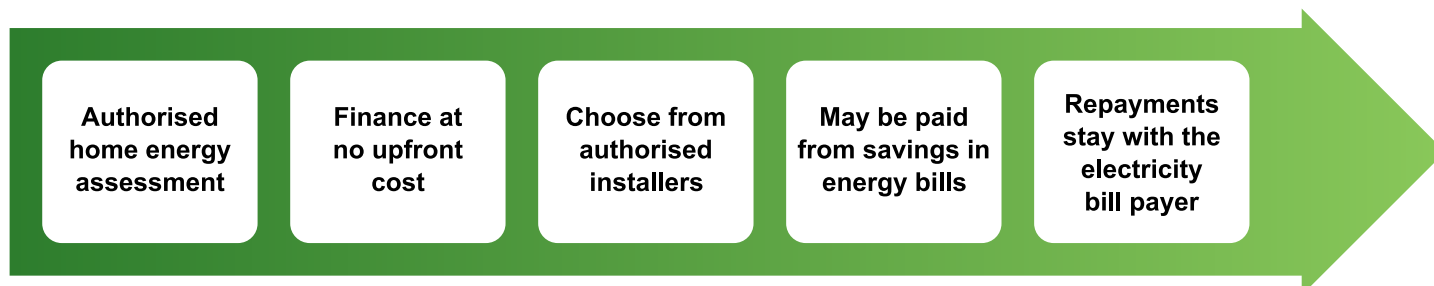 Authorised
home energy
assessment
Finance at
no upfront
cost
Choose from
authorised
installers
May be paid
from savings in
energy bills
Repayments
stay with the
electricity
bill payer